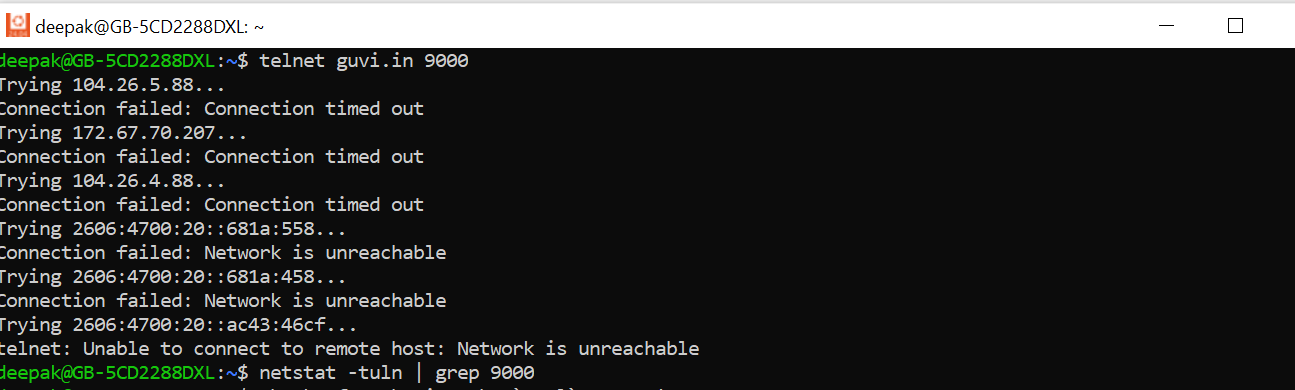 deepak@GB-5CD2288DXL: ~
deepak@GB-5CD2288DXL:~$ telnet guvi.in 9000
Trying 104.26.5.88...
Connection failed: Connection timed out
Trying 172.67.70.207...
Connection failed: Connection timed out
Trying 104.26.4.88...
Connection failed: Connection timed out
Trying 2606:4700:20::681a:558...
Connection failed: Network is unreachable
Trying 2606:4700:20::681a:458...
Connection failed: Network is unreachable
Trying 2606:4700:20::ac43:46cf...
telnet: Unable to connect to remote host: Network is unreachable
deepak@GB-5CD2288DXL:~$ netstat -tuln | grep 9000